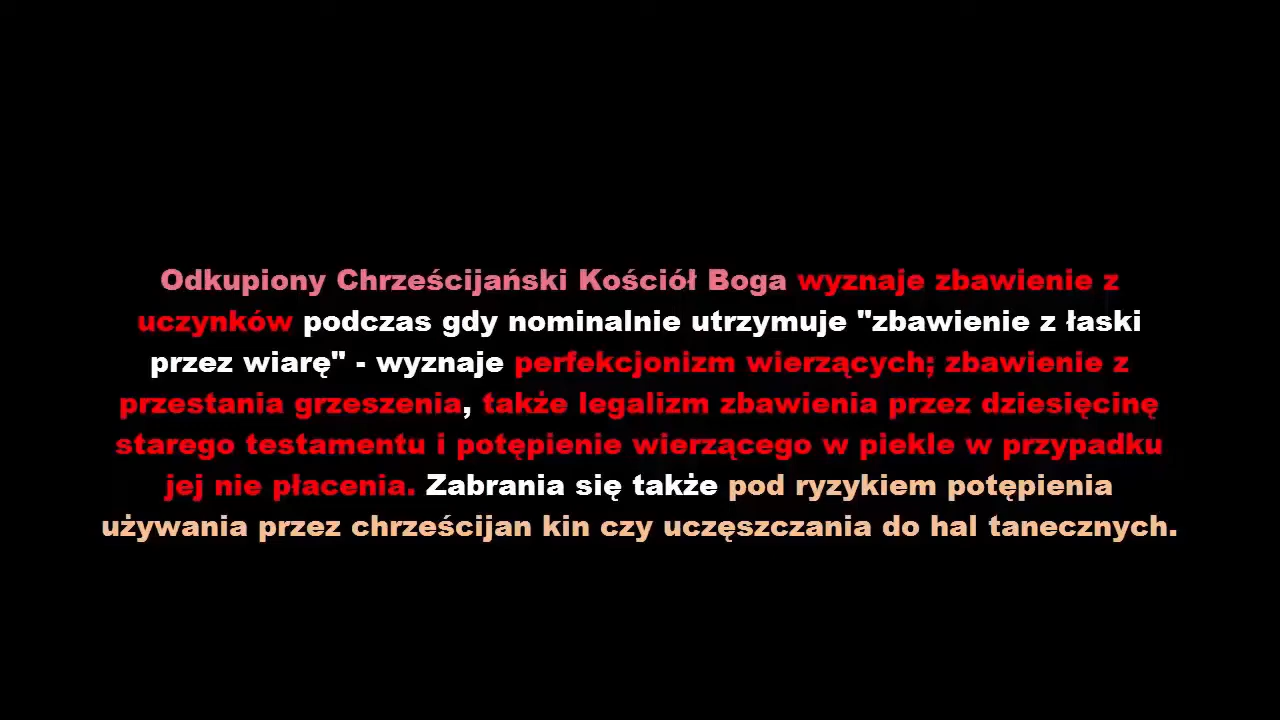 Odkupiony Chrześcijański Kościół Boga wyznaje zbawienie z
uczynków podczas gdy nominalnie utrzymuje "zbawienie z łaski
przez wiarę" - wyznaje perfekcjonizm wierzących; zbawienie z
przestania grzeszenia, także legalizm zbawienia przez dziesięcinę
starego testamentu i potępienie wierzącego w piekle w przypadku
jej nie płacenia. Zabrania się także pod ryzykiem potępienia
używania przez chrześcijan kin czy uczęszczania do hal tanecznych.